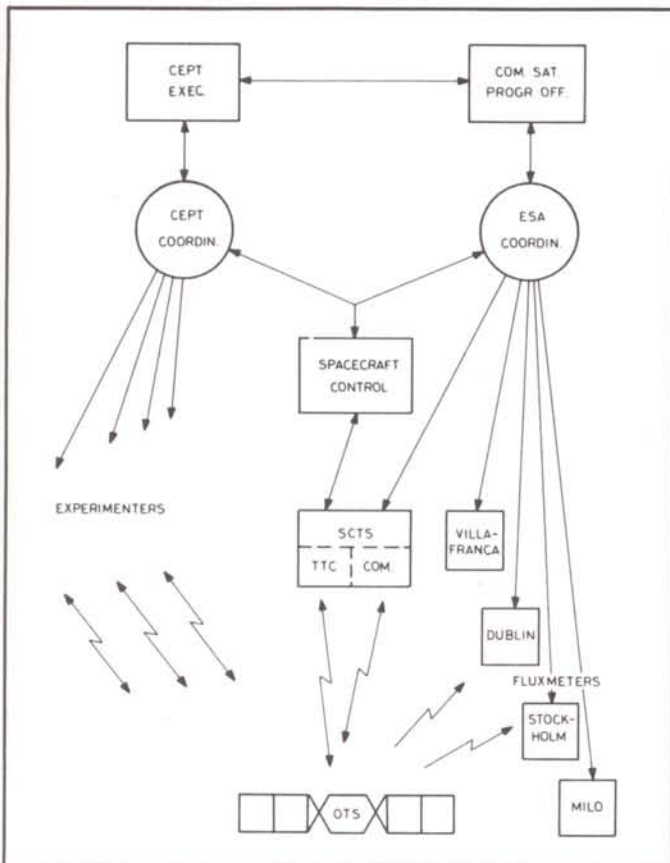 CEPT
EXEC.
COM. SAT.
PROGR. OFF.
CEPT
COORDIN.
ESA
COORDIN.
SPACECRAFT
CONTROL
EXPERIMENTERS
SCTS
TTC
COM.
VILLA-
FRANCA
DUBLIN
FLUXMETERS
STOCK-
HOLM
OTS
MILO